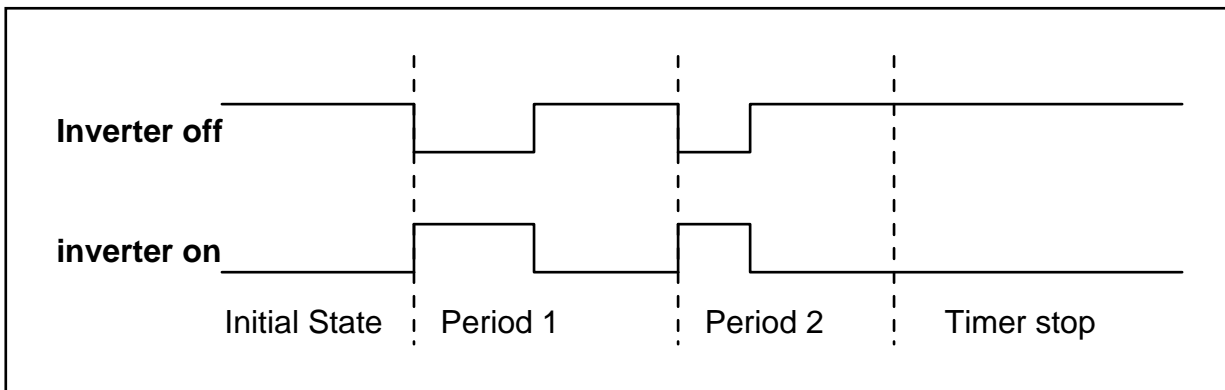 Inverter off
inverter on
Initial State
Period 1
Period 2
Timer stop